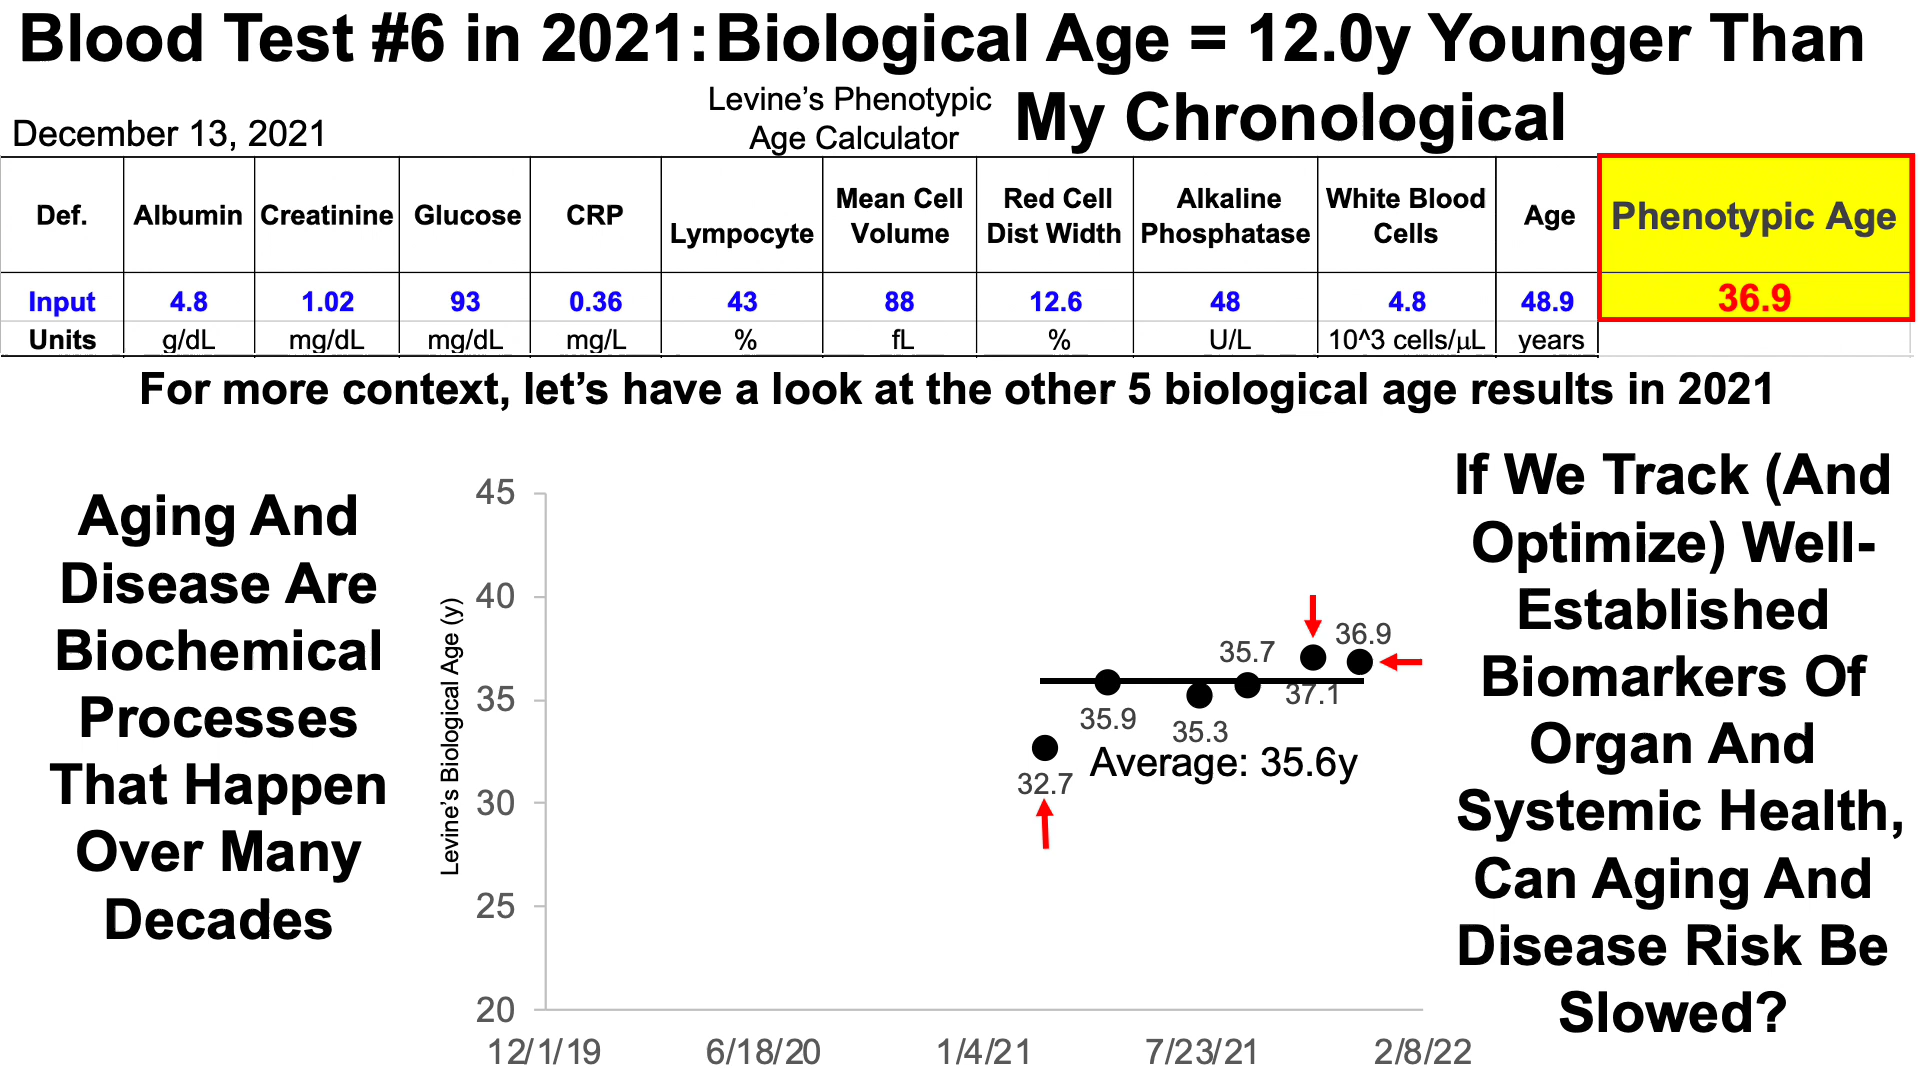 Blood Test #6 in 2021: Biological Age = 12.0y Younger Than
My Chronological
Levine's Phenotypic
Age Calculator
December 13, 2021
Def. Albumin Creatinine Glucose CRP Lympocyte Mean Cell Volume Red Cell Dist Width Alkaline Phosphatase White Blood Cells Age Phenotypic Age
Input 4.8 1.02 93 0.36 43 88 12.6 48 4.8 48.9 36.9
Units g/dL mg/dL mg/dL mg/L % fL % U/L 10^3 cells/µL years
For more context, let's have a look at the other 5 biological age results in 2021
Aging And
Disease Are
Biochemical
Processes
That Happen
Over Many
Decades
Levine's Biological Age (y)
45
40
35
30
25
20
12/1/19 6/18/20 1/4/21 7/23/21 2/8/22
32.7
35.9
35.3
35.7
37.1
36.9
Average: 35.6y
If We Track (And
Optimize) Well-
Established
Biomarkers Of
Organ And
Systemic Health,
Can Aging And
Disease Risk Be
Slowed?